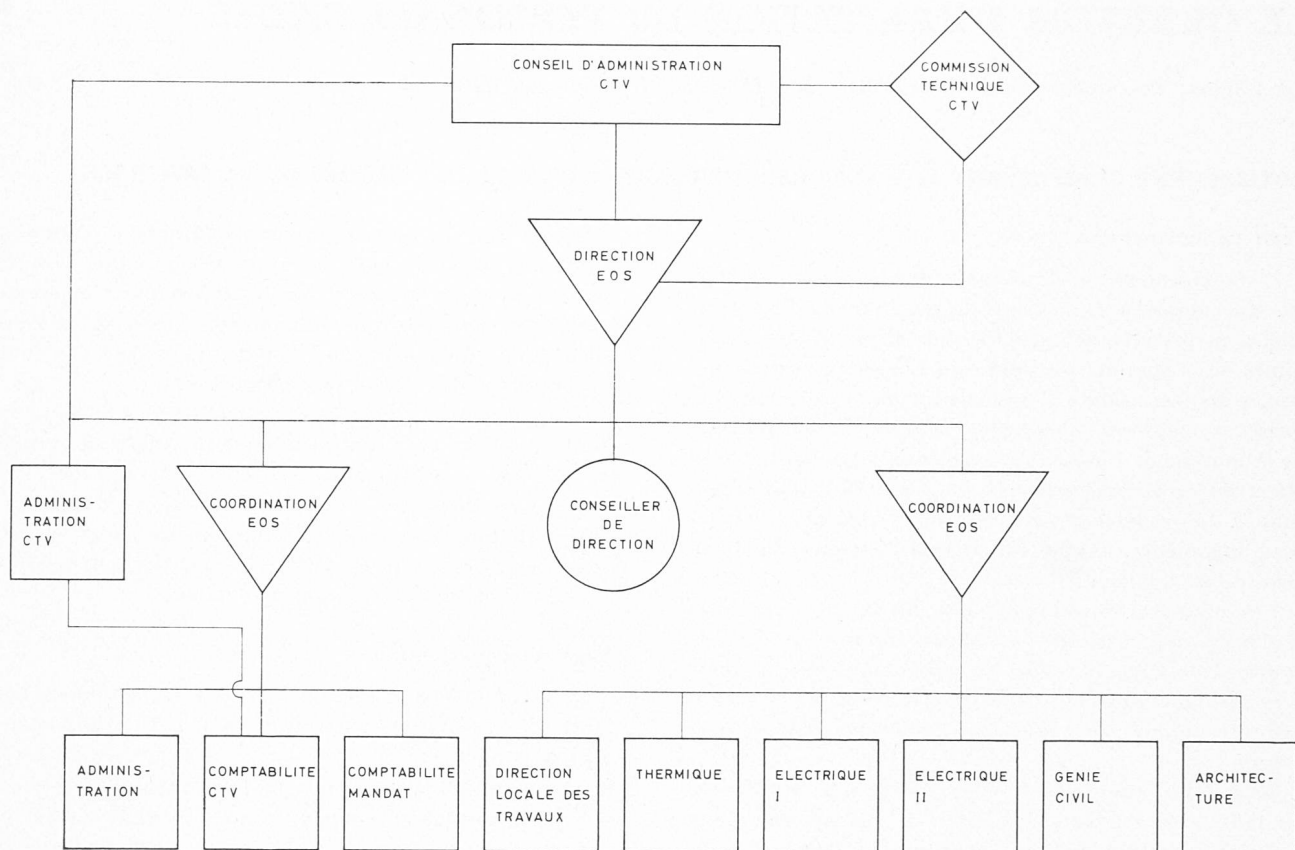 CONSEIL D'ADMINISTRATION
CTV
COMMISSION
TECHNIQUE
CTV
DIRECTION
EOS
ADMINIS-
TRATION
CTV
COORDINATION
EOS
CONSEILLER
DE
DIRECTION
COORDINATION
EOS
ADMINIS-
TRATION
COMPTABILITE
CTV
COMPTABILITE
MANDAT
DIRECTION
LOCALE DES
TRAVAUX
THERMIQUE
ELECTRIQUE
I
ELECTRIQUE
II
GENIE
CIVIL
ARCHITEC-
TURE